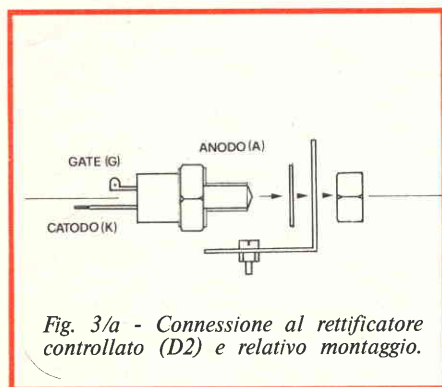 ANODO (A)
GATE (G)
CATODO (K)
Fig. 3/a - Connessione al rettificatore
controllato (D2) e relativo montaggio.